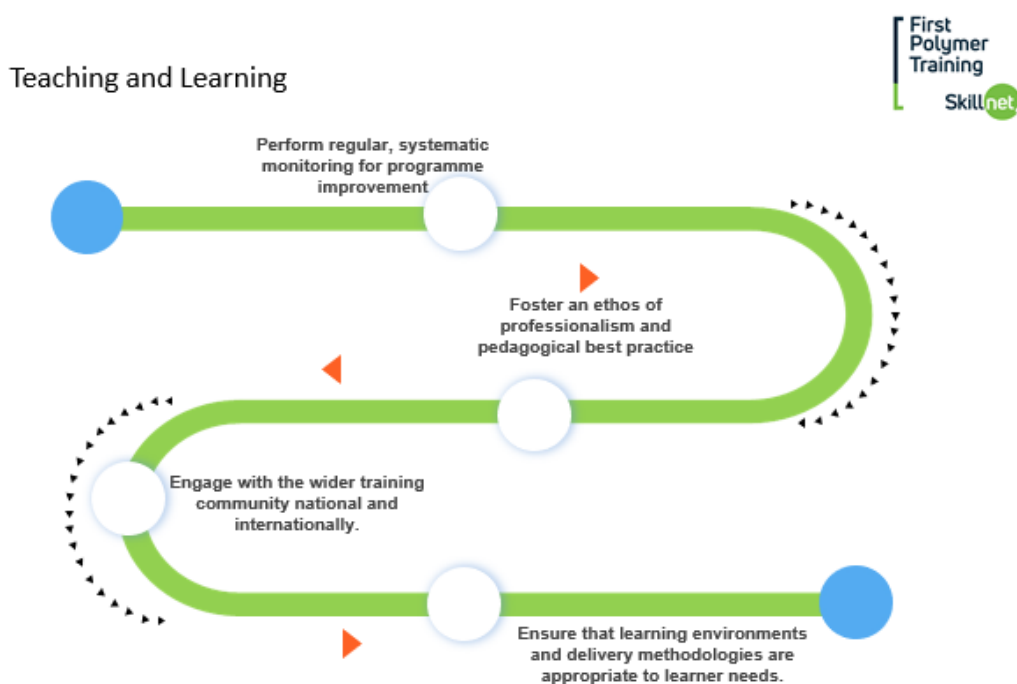 First
Polymer
Training
Skillnet
Teaching and Learning
Perform regular, systematic
monitoring for programme
improvement
Foster an ethos of
professionalism and
pedagogical best practice
Engage with the wider training
community national and
internationally.
Ensure that learning environments
and delivery methodologies are
appropriate to learner needs.